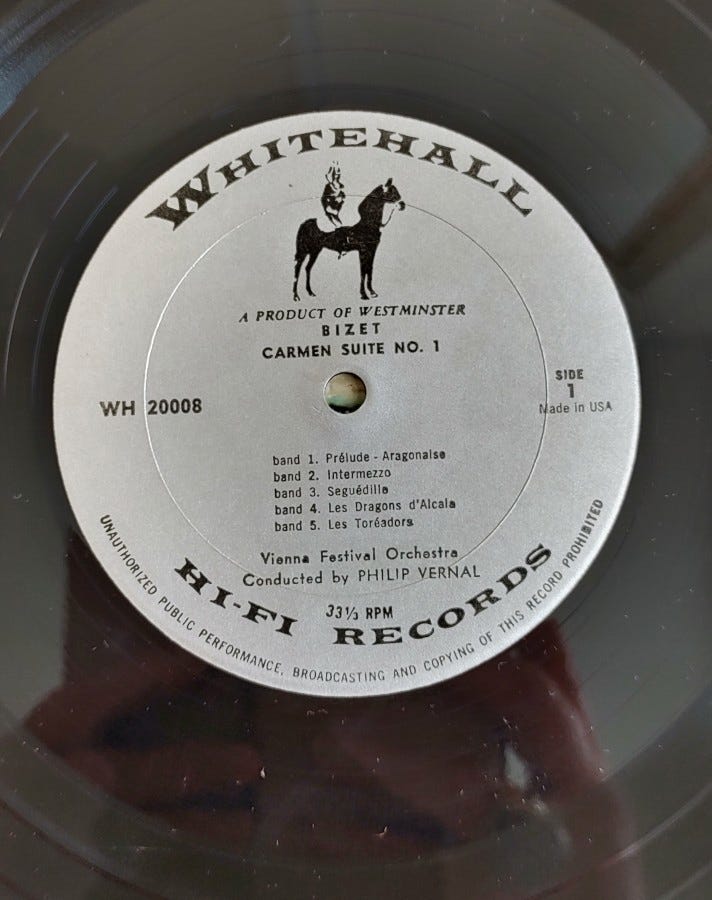 WHITEHALL
A PRODUCT OF WESTMINSTER
BIZET
CARMEN SUITE NO. 1
WH 20008
SIDE
1
Made in USA
band 1. Prélude - Aragonaise
band 2. Intermezzo
band 3. Seguédille
band 4. Les Dragons d'Alcala
band 5. Les Toréadors
Vienna Festival Orchestra
Conducted by PHILIP VERNAL
33⅓ RPM
HI-FI RECORDS
UNAUTHORIZED PUBLIC PERFORMANCE, BROADCASTING AND COPYING OF THIS RECORD PROHIBITED